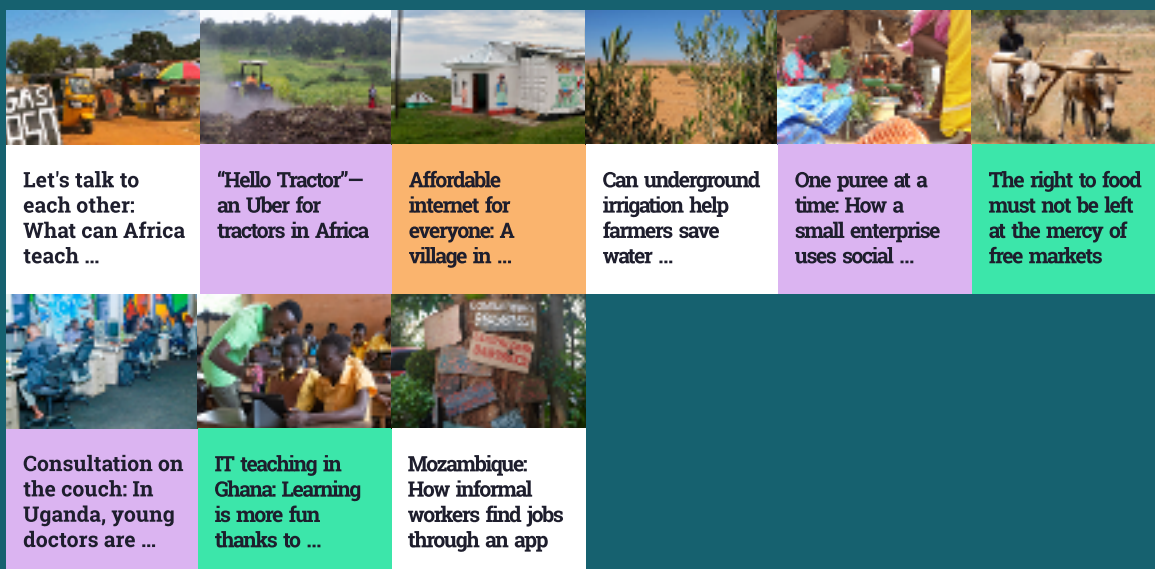 GAS
950
Let's talk to
each other:
What can Africa
teach ...
“Hello Tractor”—
an Uber for
tractors in Africa
Affordable
internet for
everyone: A
village in ...
Can underground
irrigation help
farmers save
water ...
One puree at a
time: How a
small enterprise
uses social ...
The right to food
must not be left
at the mercy of
free markets
Consultation on
the couch: In
Uganda, young
doctors are ...
IT teaching in
Ghana: Learning
is more fun
thanks to ...
Mozambique:
How informal
workers find jobs
through an app